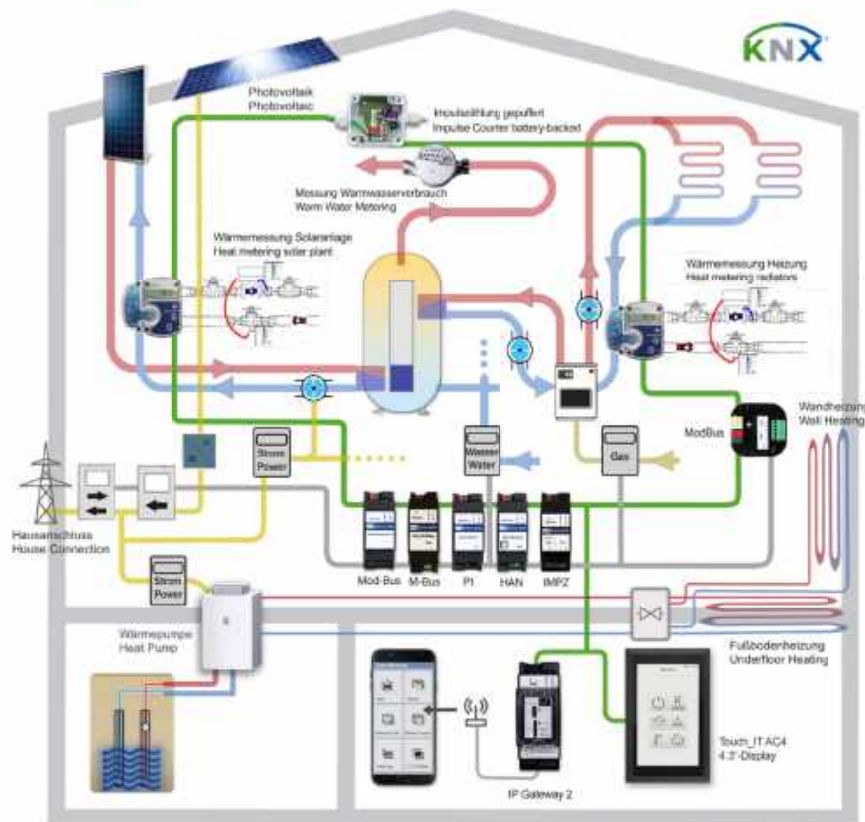 KNX
Photovoltaik
Photovoltaic
Impulszählung gepuffert
Impulse Counter battery-backed
Messung Warmwasserverbrauch
Warm Water Metering
Wärmemessung Solaranlage
Heat metering solar plant
Wärmemessung Heizung
Heat metering radiators
Wandheizung
Wall Heating
ModBus
Strom
Power
Wasser
Water
Gas
Hausanschluss
House Connection
Mod-Bus
M-Bus
P1
HAN
IMPZ
Strom
Power
Wärmepumpe
Heat Pump
Fußbodenheizung
Underfloor Heating
Touch_IT AC4
4.3"-Display
IP Gateway 2